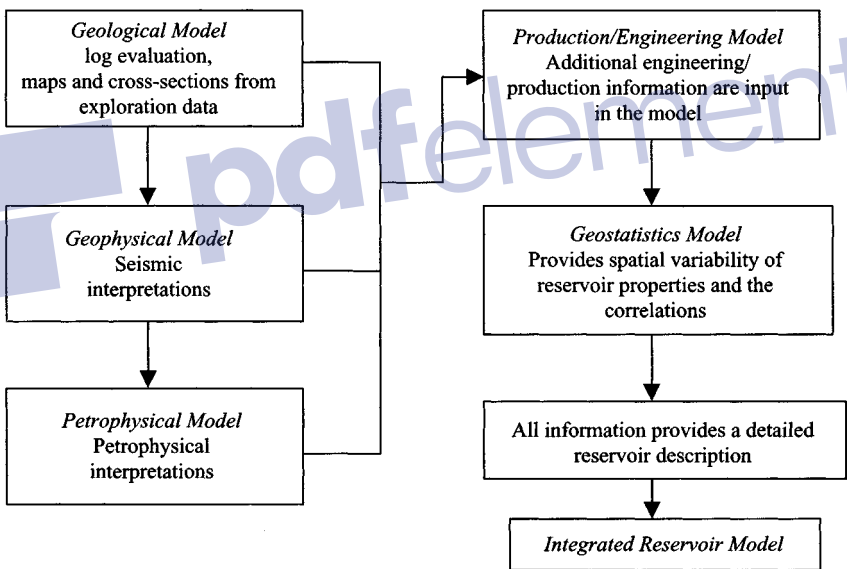 Geological Model
log evaluation,
maps and cross-sections from
exploration data
Geophysical Model
Seismic
interpretations
Petrophysical Model
Petrophysical
interpretations
Production/Engineering Model
Additional engineering/
production information are input
in the model
Geostatistics Model
Provides spatial variability of
reservoir properties and the
correlations
All information provides a detailed
reservoir description
Integrated Reservoir Model
pdfelement